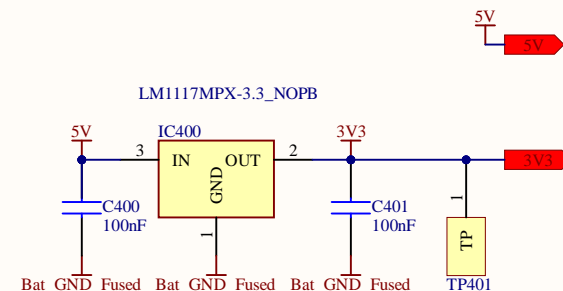 5V
5V
LM1117MPX-3.3_NOPB
5V
IC400
3V3
3
IN
OUT
2
3V3
GND
1
C400
100nF
C401
100nF
1
TP
Bat GND Fused
Bat GND Fused
Bat GND Fused
TP401